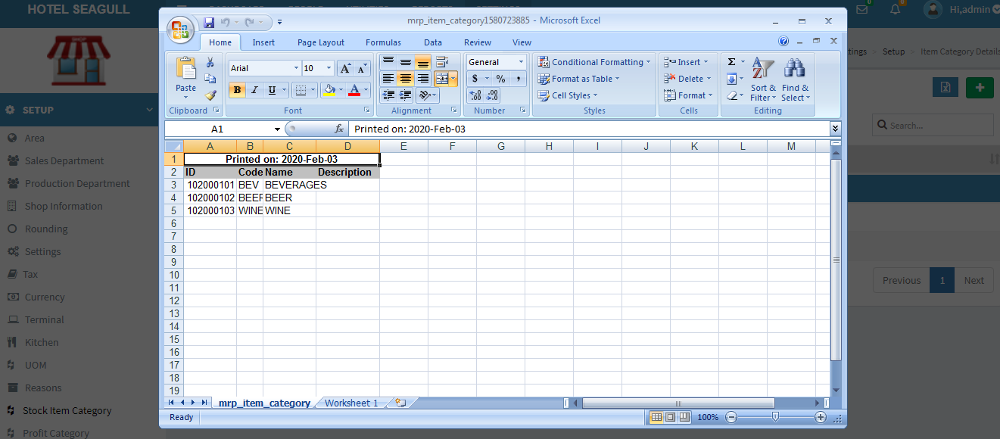 HOTEL SEAGULL
Hi,admin
Setup
Item Category Details
SETUP
Area
Sales Department
Production Department
Shop Information
Rounding
Settings
Tax
Currency
Terminal
Kitchen
UOM
Reasons
Stock Item Category
Profit Category
Search...
Previous 1 Next
mrp_item_category1580723885 - Microsoft Excel
Home Insert Page Layout Formulas Data Review View
Paste
Clipboard
Arial 10
B I U
Font
Alignment
General
$ % ,
Number
Conditional Formatting
Format as Table
Cell Styles
Styles
Insert
Delete
Format
Cells
Σ
Sort & Filter
Find & Select
Editing
A1 fx Printed on: 2020-Feb-03
A B C D E F G H I J K L M
1 Printed on: 2020-Feb-03
2 ID Code Name Description
3 102000101 BEV BEVERAGES
4 102000102 BEER BEER
5 102000103 WINE WINE
6
7
8
9
10
11
12
13
14
15
16
17
18
19
mrp_item_category Worksheet 1
Ready 100%